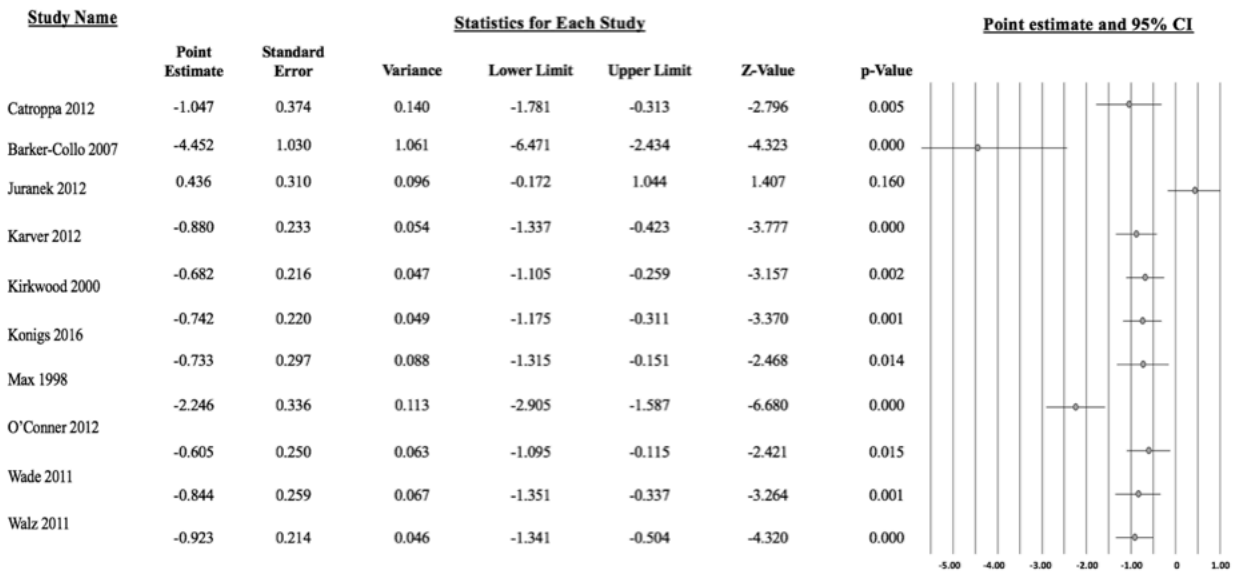 Study Name
Statistics for Each Study
Point estimate and 95% CI
Point Estimate Standard Error Variance Lower Limit Upper Limit Z-Value p-Value
Catroppa 2012 -1.047 0.374 0.140 -1.781 -0.313 -2.796 0.005
Barker-Collo 2007 -4.452 1.030 1.061 -6.471 -2.434 -4.323 0.000
Juranek 2012 0.436 0.310 0.096 -0.172 1.044 1.407 0.160
Karver 2012 -0.880 0.233 0.054 -1.337 -0.423 -3.777 0.000
Kirkwood 2000 -0.682 0.216 0.047 -1.105 -0.259 -3.157 0.002
Konigs 2016 -0.742 0.220 0.049 -1.175 -0.311 -3.370 0.001
-0.733 0.297 0.088 -1.315 -0.151 -2.468 0.014
Max 1998
-2.246 0.336 0.113 -2.905 -1.587 -6.680 0.000
O'Conner 2012
-0.605 0.250 0.063 -1.095 -0.115 -2.421 0.015
Wade 2011
-0.844 0.259 0.067 -1.351 -0.337 -3.264 0.001
Walz 2011
-0.923 0.214 0.046 -1.341 -0.504 -4.320 0.000
-5.00 -4.00 -3.00 -2.00 -1.00 0 1.00